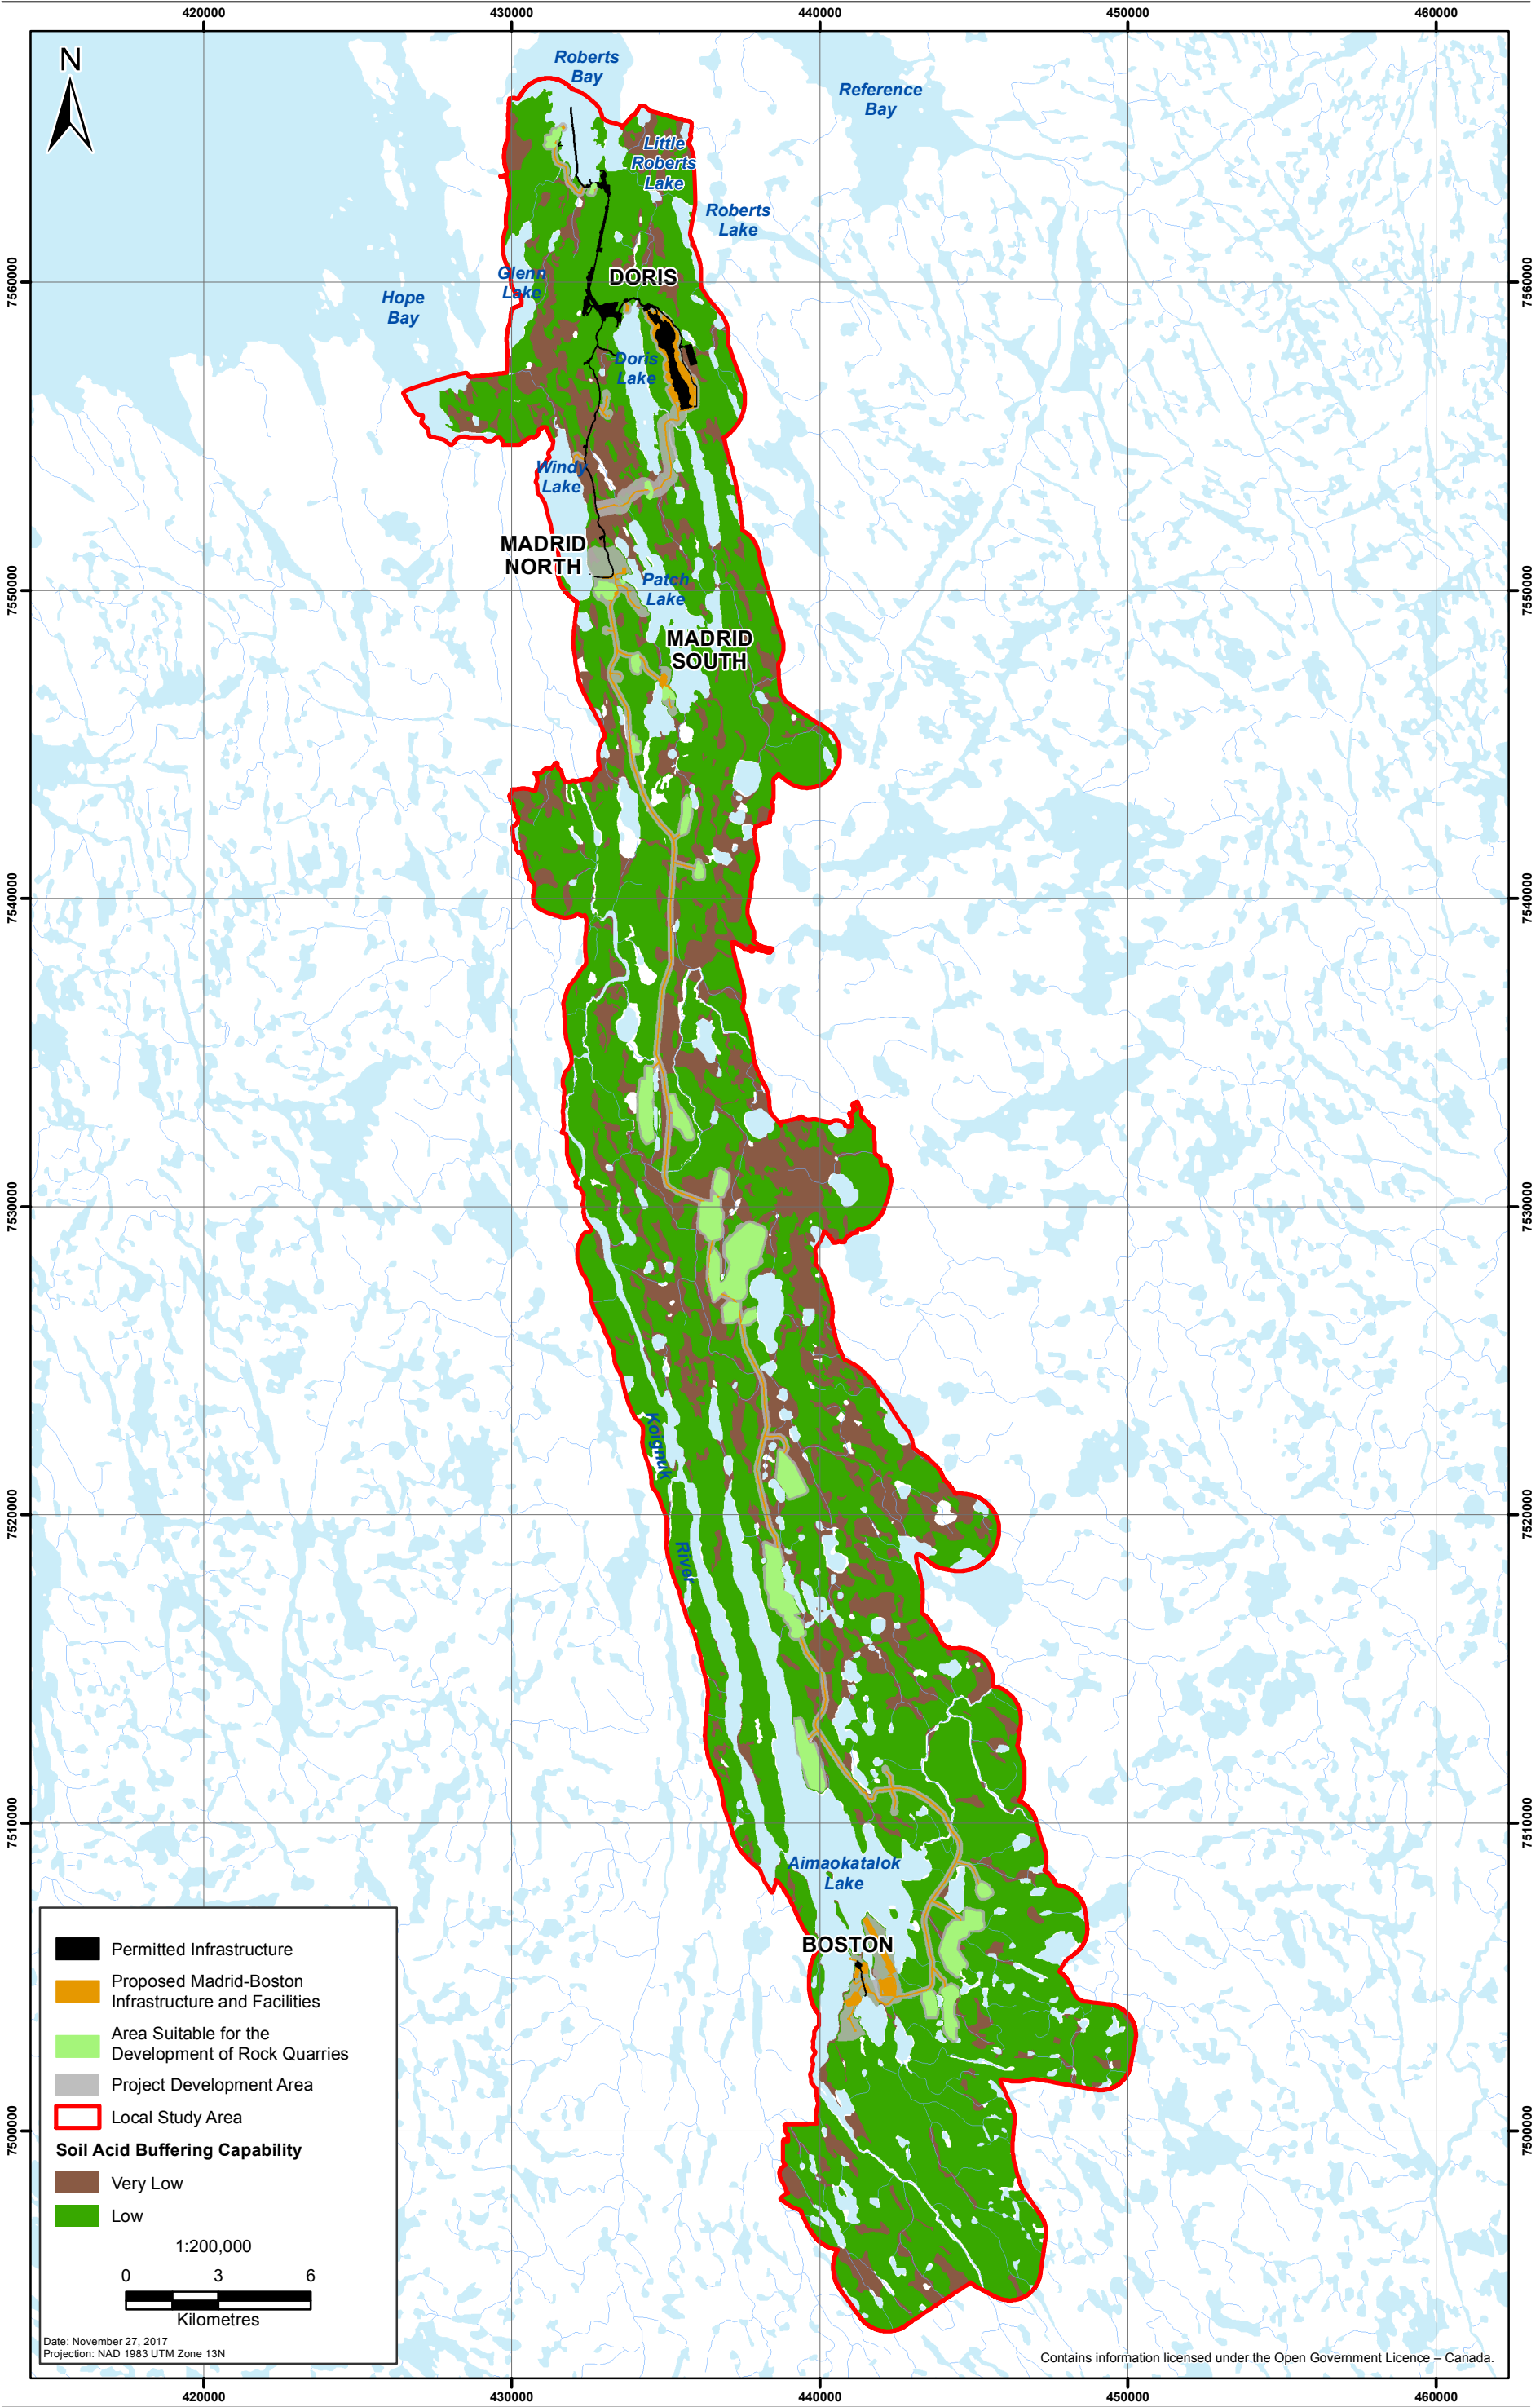 420000
430000
440000
450000
460000
N
Roberts
Bay
Reference
Bay
Little
Roberts
Lake
Roberts
Lake
7560000
Glenn
Lake
DORIS
7560000
Hope
Bay
Doris
Lake
Windy
Lake
MADRID
NORTH
7550000
Patch
Lake
7550000
MADRID
SOUTH
7540000
7540000
7530000
7530000
Koignuk
River
7520000
7520000
7510000
7510000
Aimaokatalok
Lake
BOSTON
7500000
7500000
Permitted Infrastructure
Proposed Madrid-Boston
Infrastructure and Facilities
Area Suitable for the
Development of Rock Quarries
Project Development Area
Local Study Area
Soil Acid Buffering Capability
Very Low
Low
1:200,000
0 3 6
Kilometres
Date: November 27, 2017
Projection: NAD 1983 UTM Zone 13N
Contains information licensed under the Open Government Licence – Canada.
420000
430000
440000
450000
460000